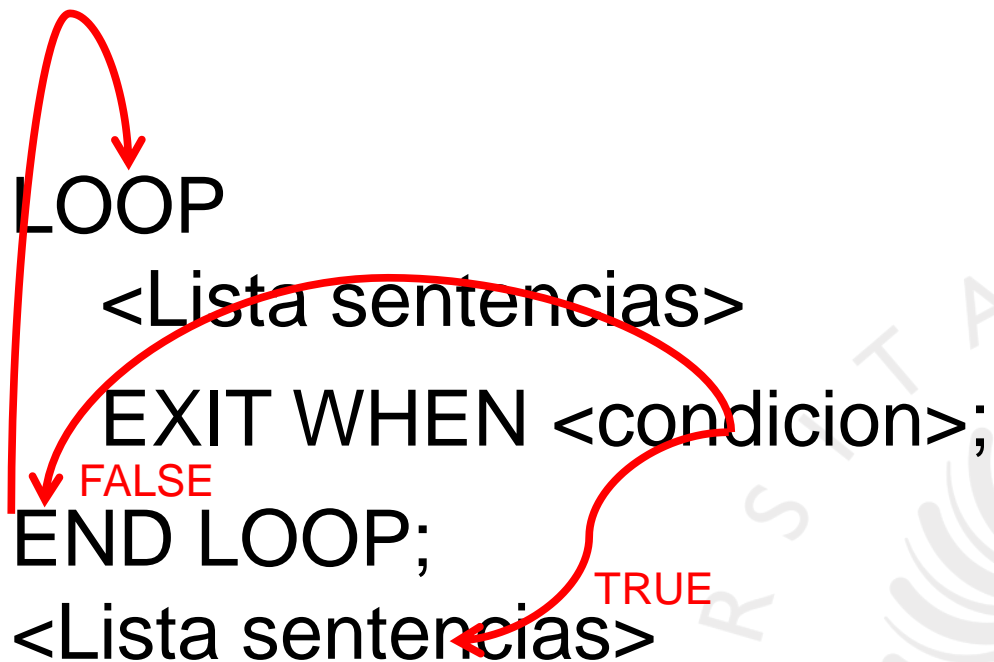 LOOP
<Lista sentencias>
EXIT WHEN <condicion>;
FALSE
END LOOP;
TRUE
<Lista sentencias>
R S I T A